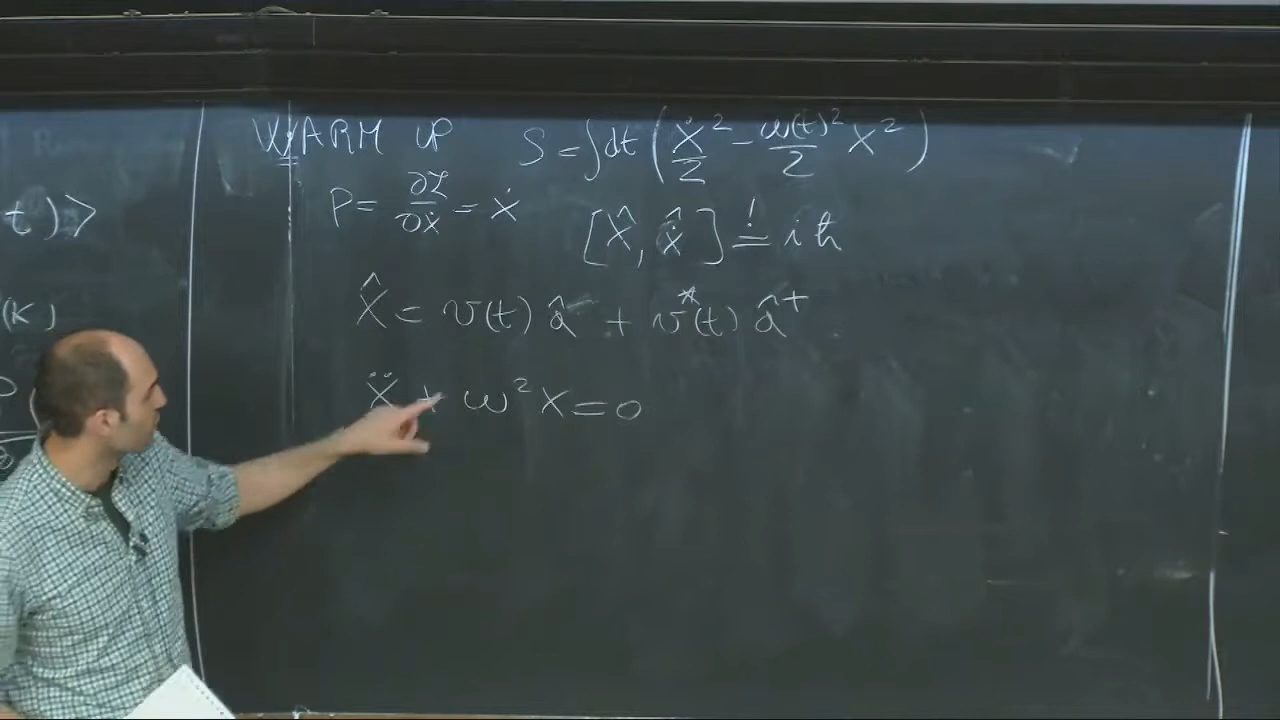 WARM UP S = ∫dt (ẋ²/2 − ω(t)²/2 x²)
t)>
P = ∂L/∂ẋ = ẋ [x̂, ẋ̂] =! iħ
(K)
x̂ = v(t) â + v*(t) â†
ẍ + ω² x = 0